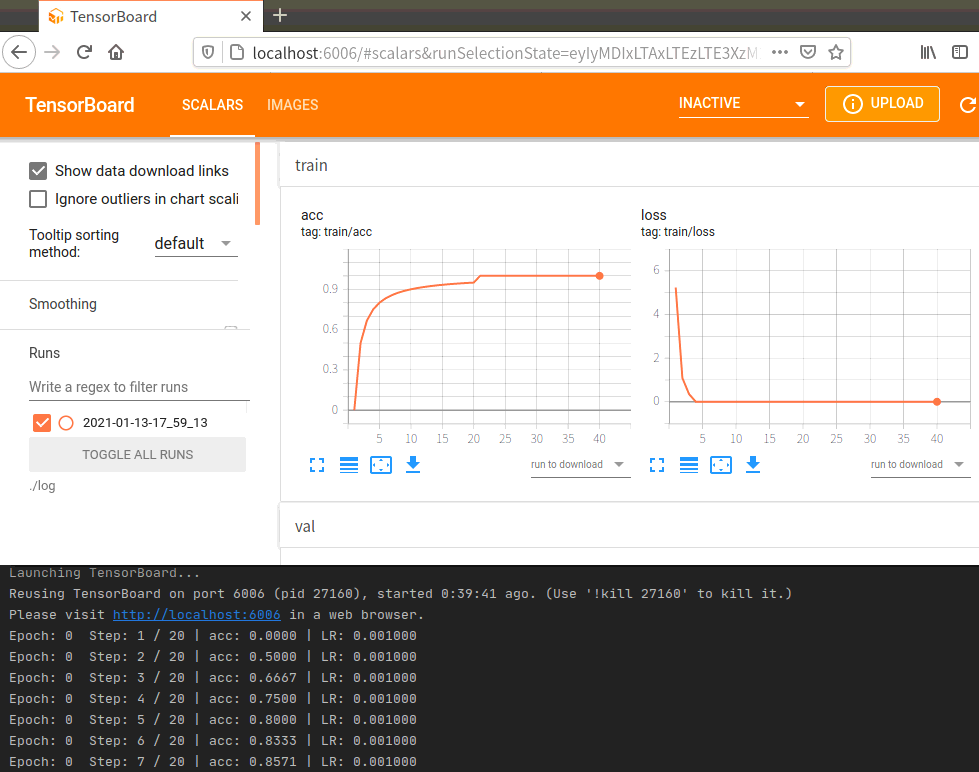 TensorBoard
localhost:6006/#scalars&runSelectionState=eyIyMDIxLTAxLTEzLTE3XzM
TensorBoard SCALARS IMAGES INACTIVE UPLOAD
Show data download links
Ignore outliers in chart scali
Tooltip sorting
method:
default
Smoothing
Runs
Write a regex to filter runs
2021-01-13-17_59_13
TOGGLE ALL RUNS
./log
train
acc
tag: train/acc
0.9
0.6
0.3
0
5 10 15 20 25 30 35 40
run to download
loss
tag: train/loss
6
4
2
0
5 10 15 20 25 30 35 40
run to download
val
Launching TensorBoard...
Reusing TensorBoard on port 6006 (pid 27160), started 0:39:41 ago. (Use '!kill 27160' to kill it.)
Please visit http://localhost:6006 in a web browser.
Epoch: 0  Step: 1 / 20 | acc: 0.0000 | LR: 0.001000
Epoch: 0  Step: 2 / 20 | acc: 0.5000 | LR: 0.001000
Epoch: 0  Step: 3 / 20 | acc: 0.6667 | LR: 0.001000
Epoch: 0  Step: 4 / 20 | acc: 0.7500 | LR: 0.001000
Epoch: 0  Step: 5 / 20 | acc: 0.8000 | LR: 0.001000
Epoch: 0  Step: 6 / 20 | acc: 0.8333 | LR: 0.001000
Epoch: 0  Step: 7 / 20 | acc: 0.8571 | LR: 0.001000